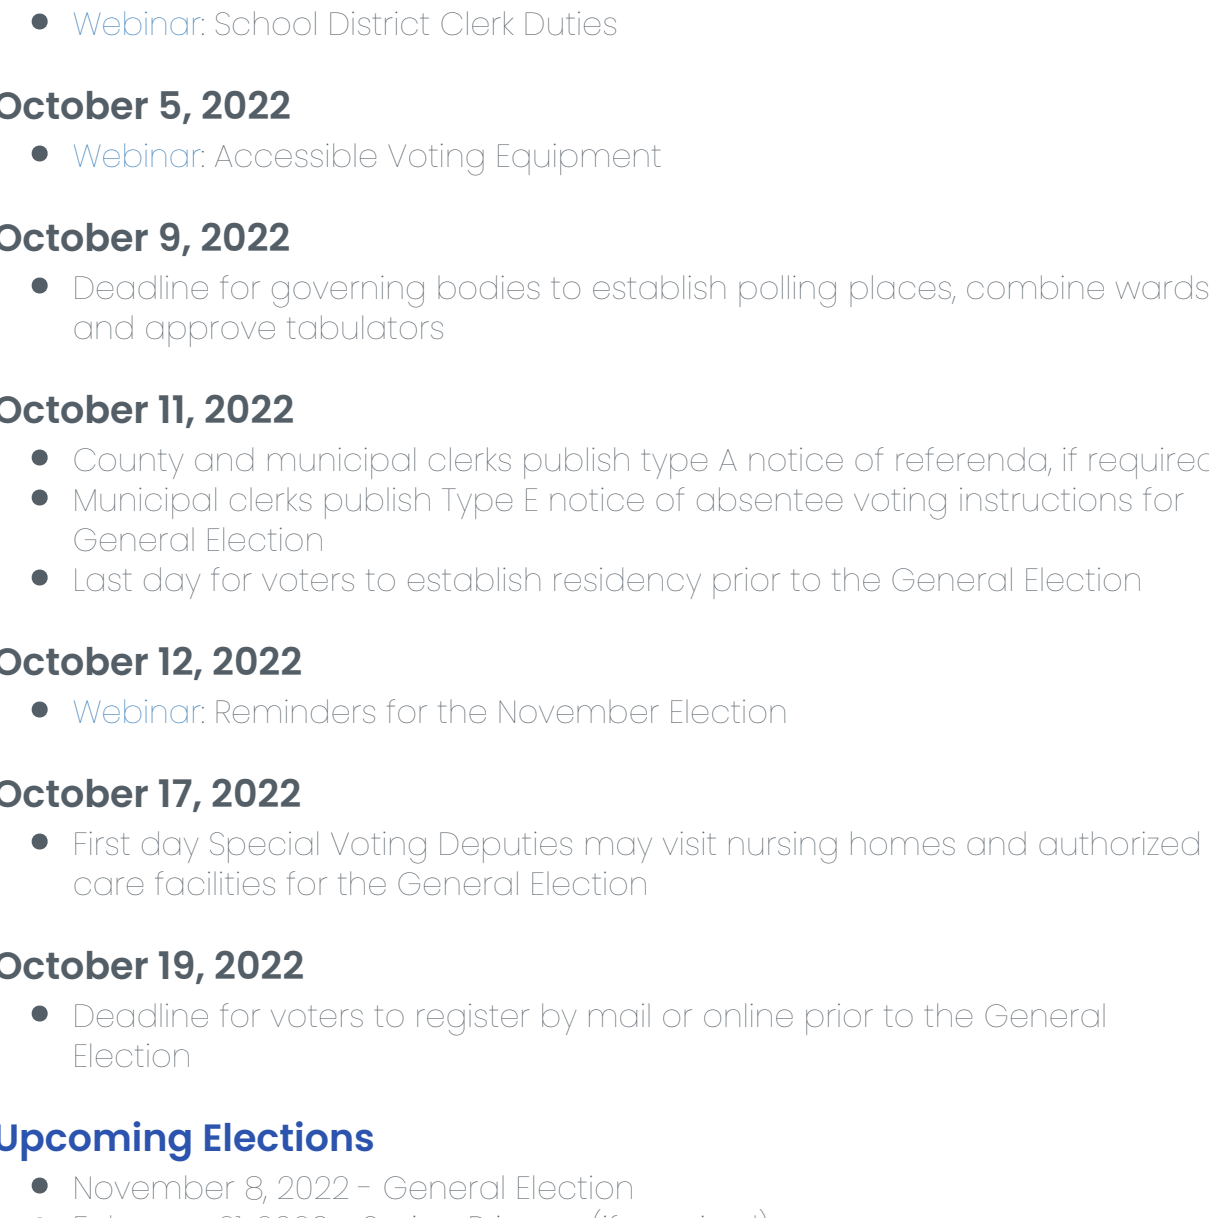 Webinar: School District Clerk Duties
October 5, 2022
Webinar: Accessible Voting Equipment
October 9, 2022
Deadline for governing bodies to establish polling places, combine wards
and approve tabulators
October 11, 2022
County and municipal clerks publish type A notice of referenda, if required
Municipal clerks publish Type E notice of absentee voting instructions for
General Election
Last day for voters to establish residency prior to the General Election
October 12, 2022
Webinar: Reminders for the November Election
October 17, 2022
First day Special Voting Deputies may visit nursing homes and authorized
care facilities for the General Election
October 19, 2022
Deadline for voters to register by mail or online prior to the General
Election
Upcoming Elections
November 8, 2022 - General Election